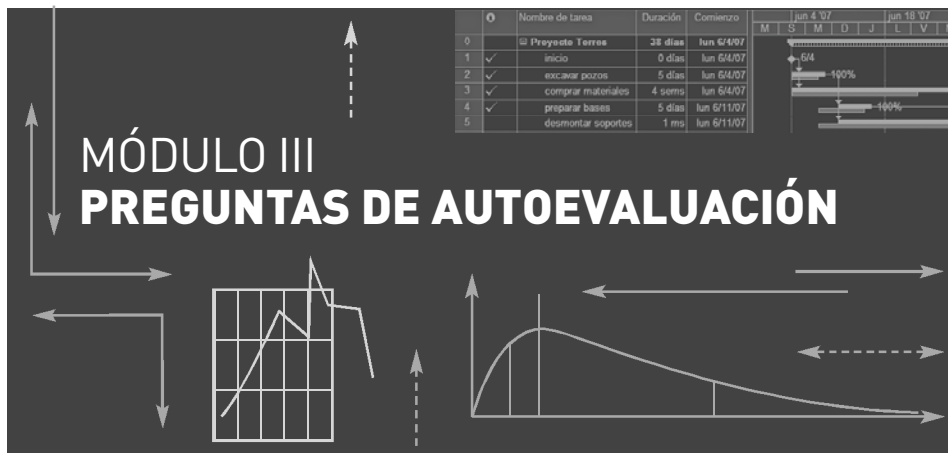 Nombre de tarea Duración Comienzo jun 4 '07 jun 18 '07
M S M D J L V
0 Proyecto Torres 38 días lun 6/4/07
1 inicio 0 días lun 6/4/07 6/4
2 excavar pozos 5 días lun 6/4/07 100%
3 comprar materiales 4 sems lun 6/4/07
4 preparar bases 5 días lun 6/11/07 100%
5 desmontar soportes 1 ms lun 6/11/07
MÓDULO III
PREGUNTAS DE AUTOEVALUACIÓN